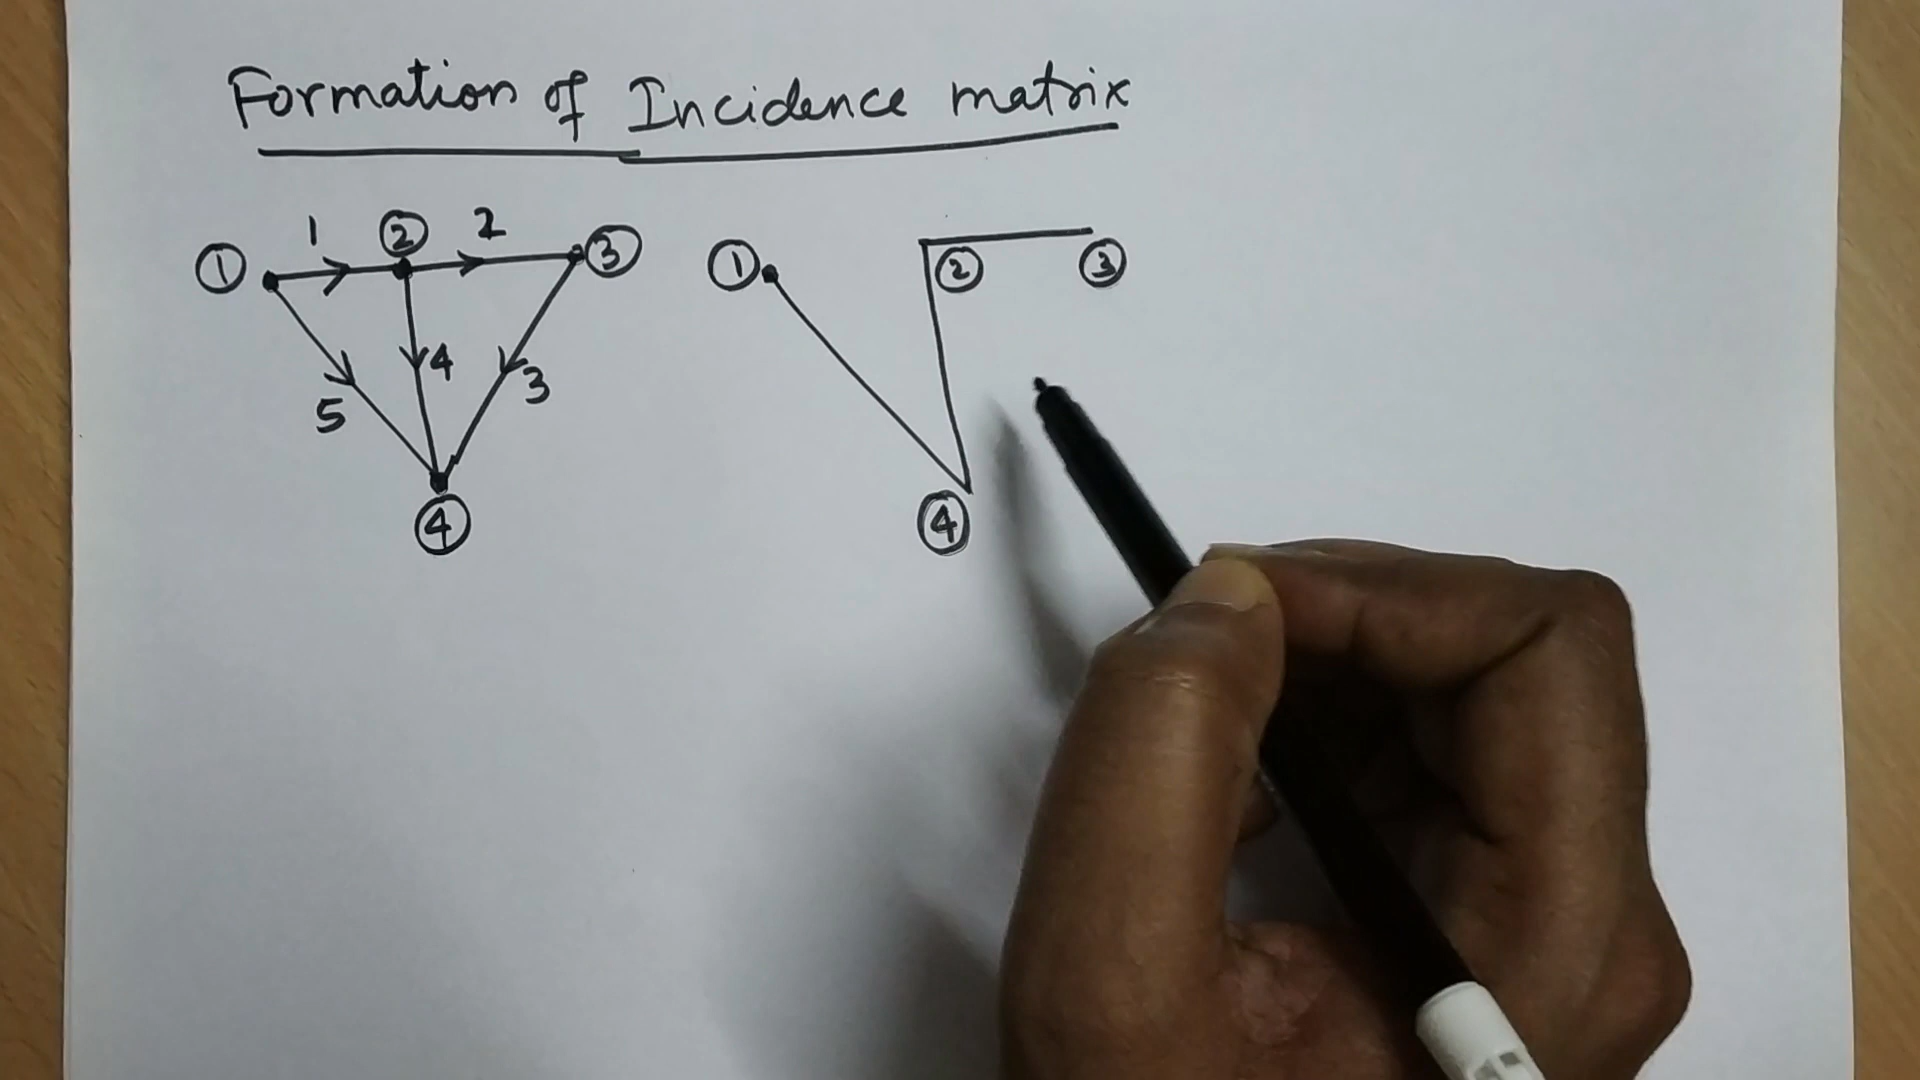 Formation of Incidence matrix
1 2
① ② ③
4
5 3
④
① ② ③
④